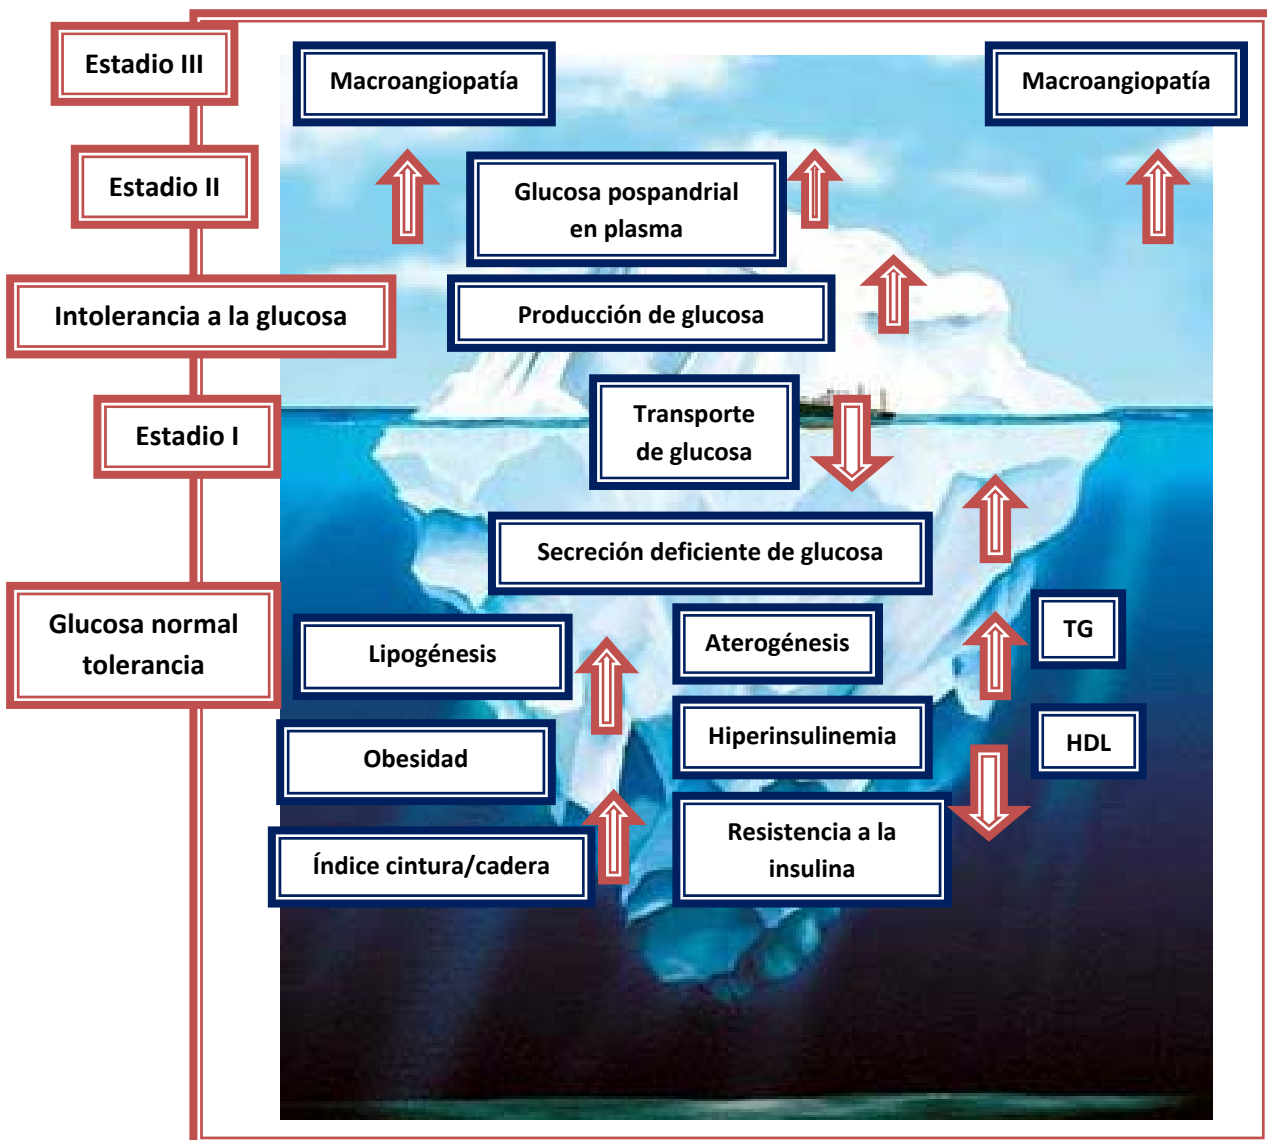 Estadio III
Macroangiopatía
Macroangiopatía
Estadio II
Glucosa pospandrial
en plasma
Intolerancia a la glucosa
Producción de glucosa
Estadio I
Transporte
de glucosa
Secreción deficiente de glucosa
Glucosa normal
tolerancia
Lipogénesis
Aterogénesis
TG
Obesidad
Hiperinsulinemia
HDL
Índice cintura/cadera
Resistencia a la
insulina